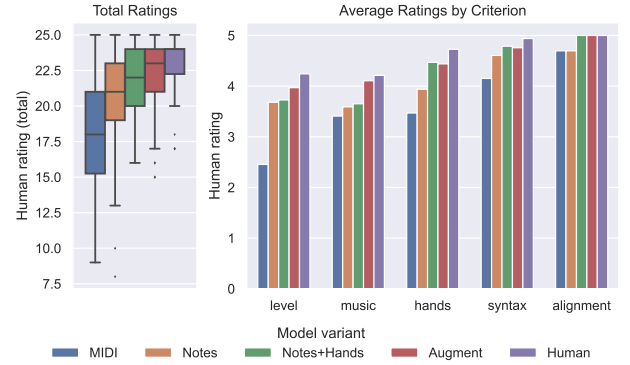 Total Ratings
Average Ratings by Criterion
Human rating (total)
25.0
22.5
20.0
17.5
15.0
12.5
10.0
7.5
Human rating
5
4
3
2
1
0
level music hands syntax alignment
Model variant
MIDI Notes Notes+Hands Augment Human